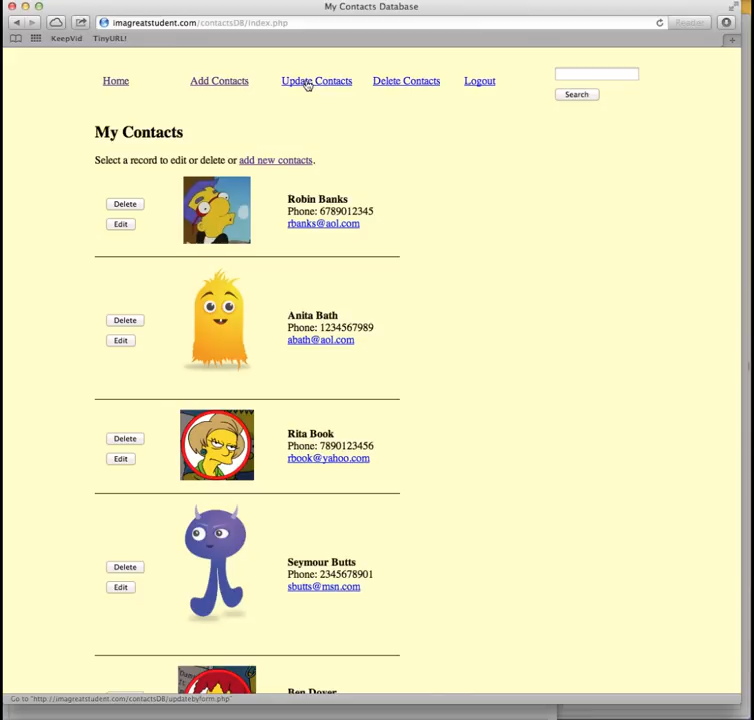 My Contacts Database
imagreatstudent.com/contactsDB/index.php
Reader
KeepVid
TinyURL!
Home
Add Contacts
Update Contacts
Delete Contacts
Logout
Search
My Contacts
Select a record to edit or delete or add new contacts.
Delete
Edit
Robin Banks
Phone: 6789012345
rbanks@aol.com
Delete
Edit
Anita Bath
Phone: 1234567989
abath@aol.com
Delete
Edit
Rita Book
Phone: 7890123456
rbook@yahoo.com
Delete
Edit
Seymour Butts
Phone: 2345678901
sbutts@msn.com
Ben Dover
Go to "http://imagreatstudent.com/contactsDB/updatebyform.php"